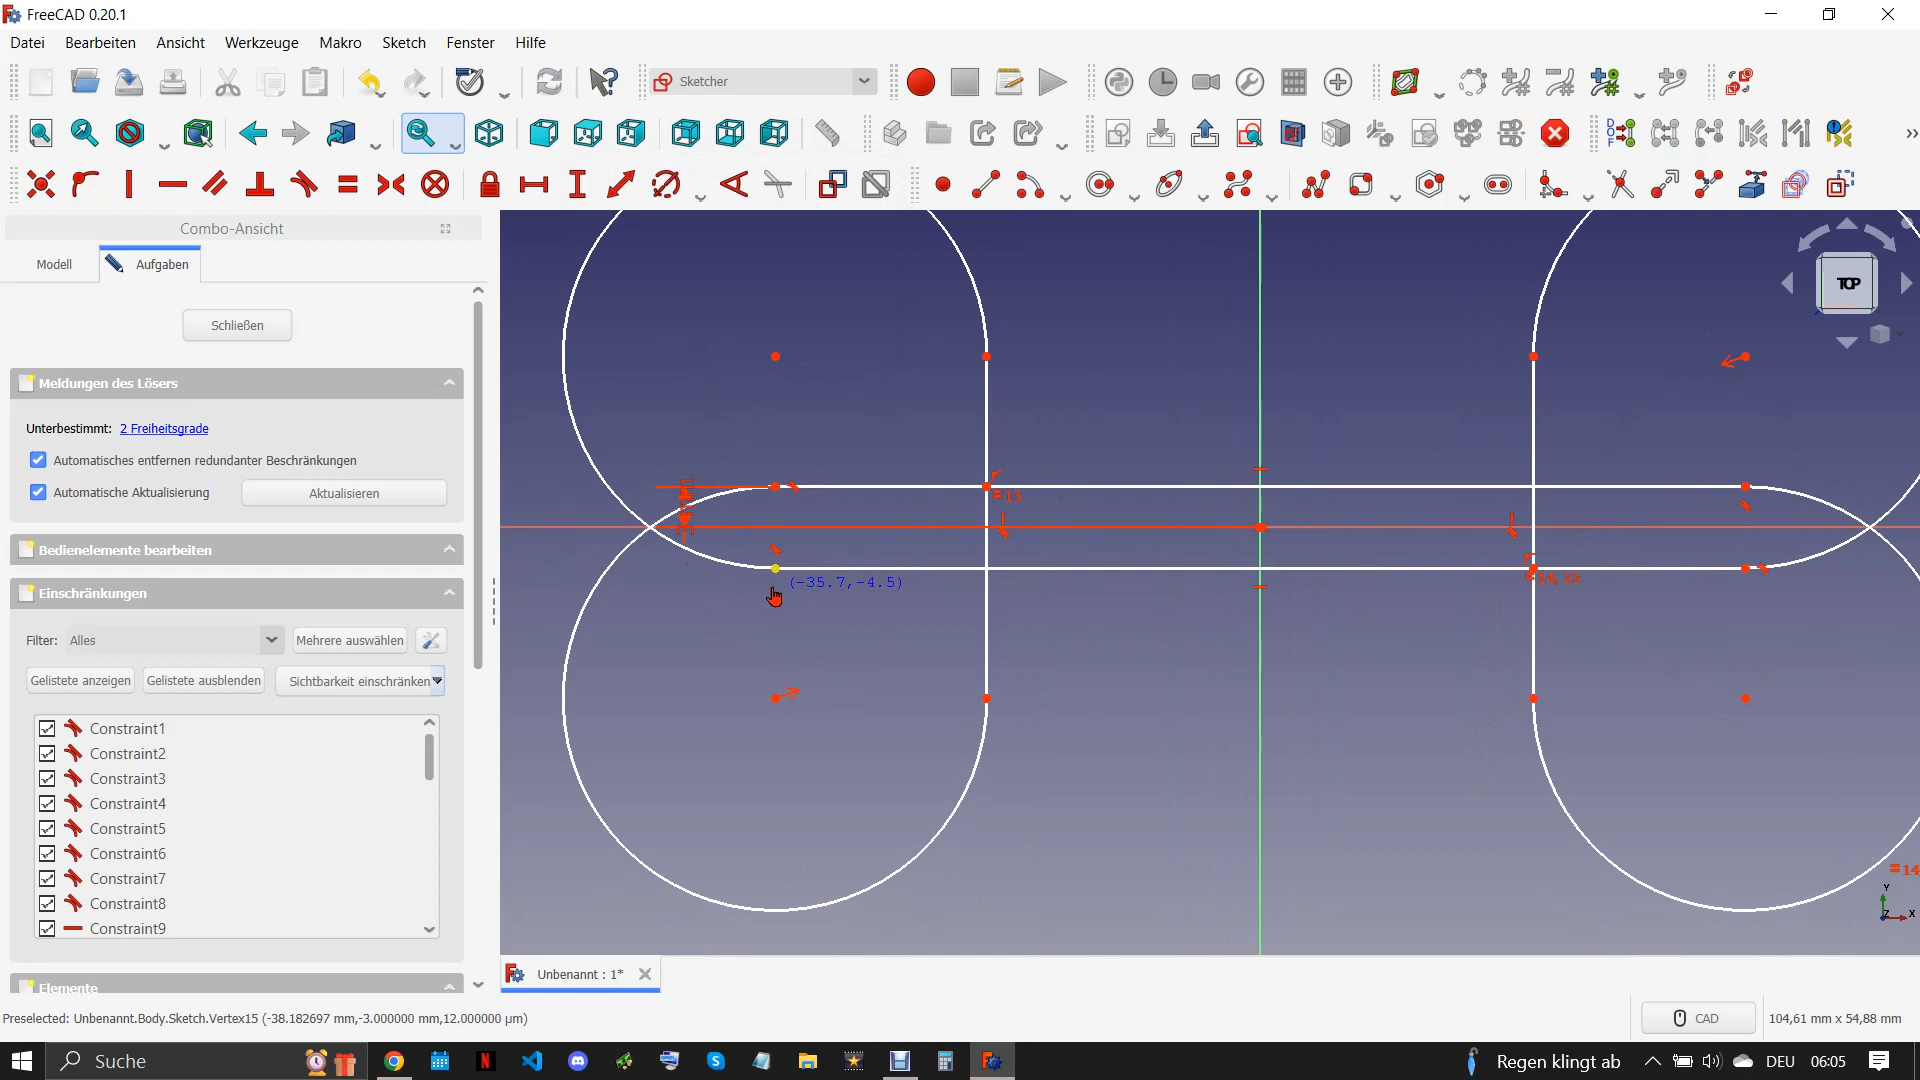 FreeCAD 0.20.1
Datei Bearbeiten Ansicht Werkzeuge Makro Sketch Fenster Hilfe
Sketcher
Combo-Ansicht
Modell Aufgaben
Schließen
Meldungen des Lösers
Unterbestimmt: 2 Freiheitsgrade
Automatisches entfernen redundanter Beschränkungen
Automatische Aktualisierung Aktualisieren
Bedienelemente bearbeiten
Einschränkungen
Filter: Alles Mehrere auswählen
Gelistete anzeigen Gelistete ausblenden Sichtbarkeit einschränken
Constraint1
Constraint2
Constraint3
Constraint4
Constraint5
Constraint6
Constraint7
Constraint8
Constraint9
Elemente
TOP
=13
(-35.7,-4.5)
=14
Y
Z X
Unbenannt : 1*
Preselected: Unbenannt.Body.Sketch.Vertex15 (-38.182697 mm,-3.000000 mm,12.000000 µm)
CAD 104,61 mm x 54,88 mm
Suche
Regen klingt ab DEU 06:05